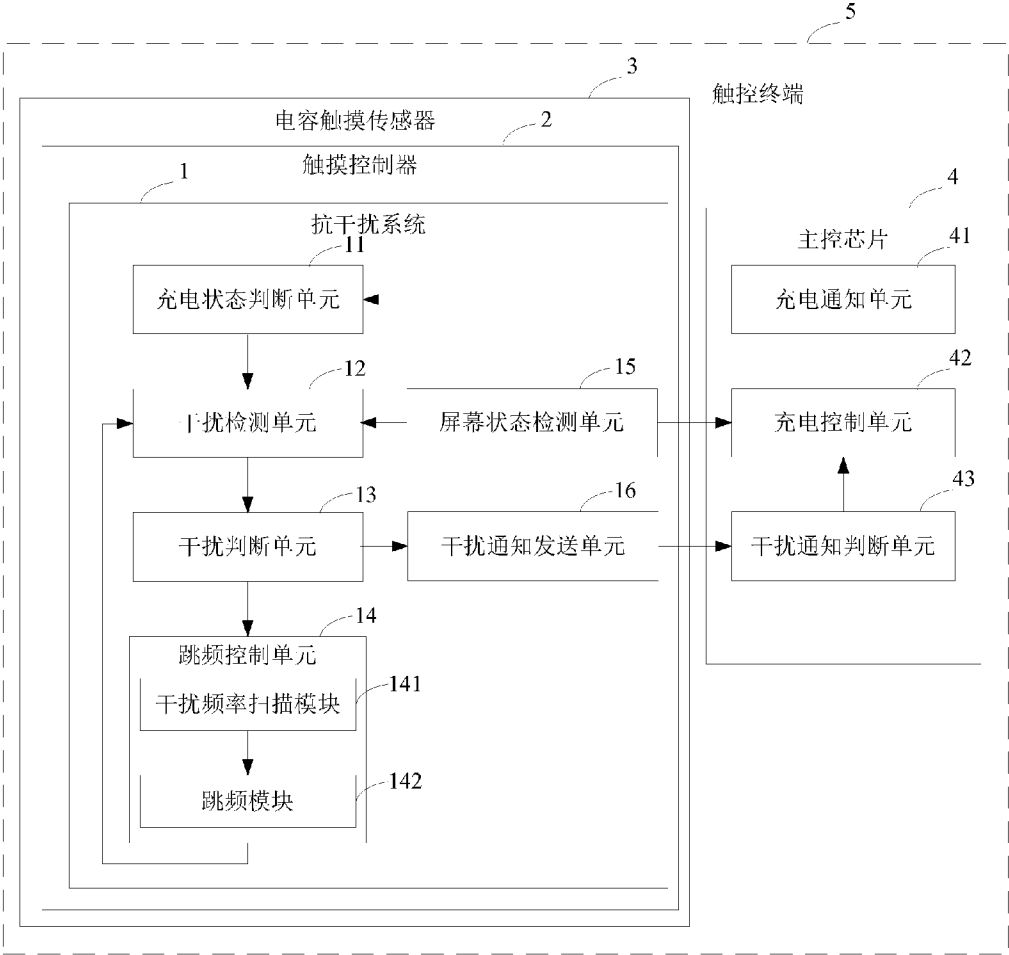 5
3
触控终端
电容触摸传感器
2
触摸控制器
1
4
抗干扰系统
主控芯片
11
41
充电状态判断单元
充电通知单元
12
15
42
干扰检测单元
屏幕状态检测单元
充电控制单元
13
16
43
干扰判断单元
干扰通知发送单元
干扰通知判断单元
14
跳频控制单元
141
干扰频率扫描模块
142
跳频模块